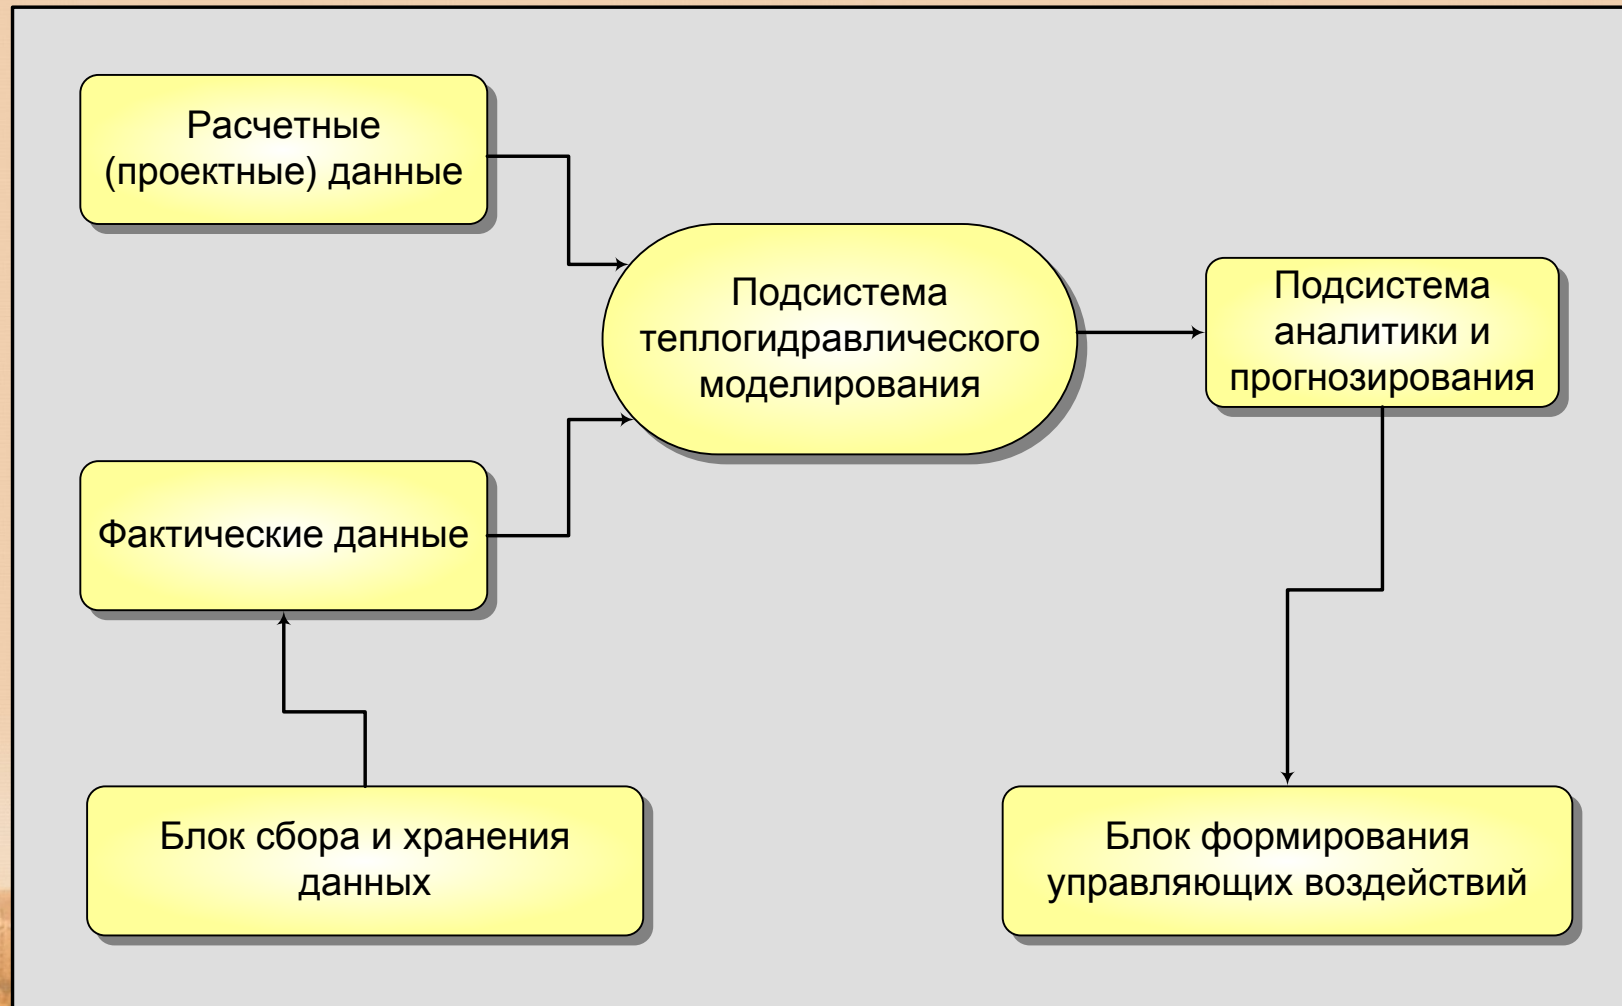 Расчетные
(проектные) данные
Подсистема
теплогидравлического
моделирования
Подсистема
аналитики и
прогнозирования
Фактические данные
Блок сбора и хранения
данных
Блок формирования
управляющих воздействий